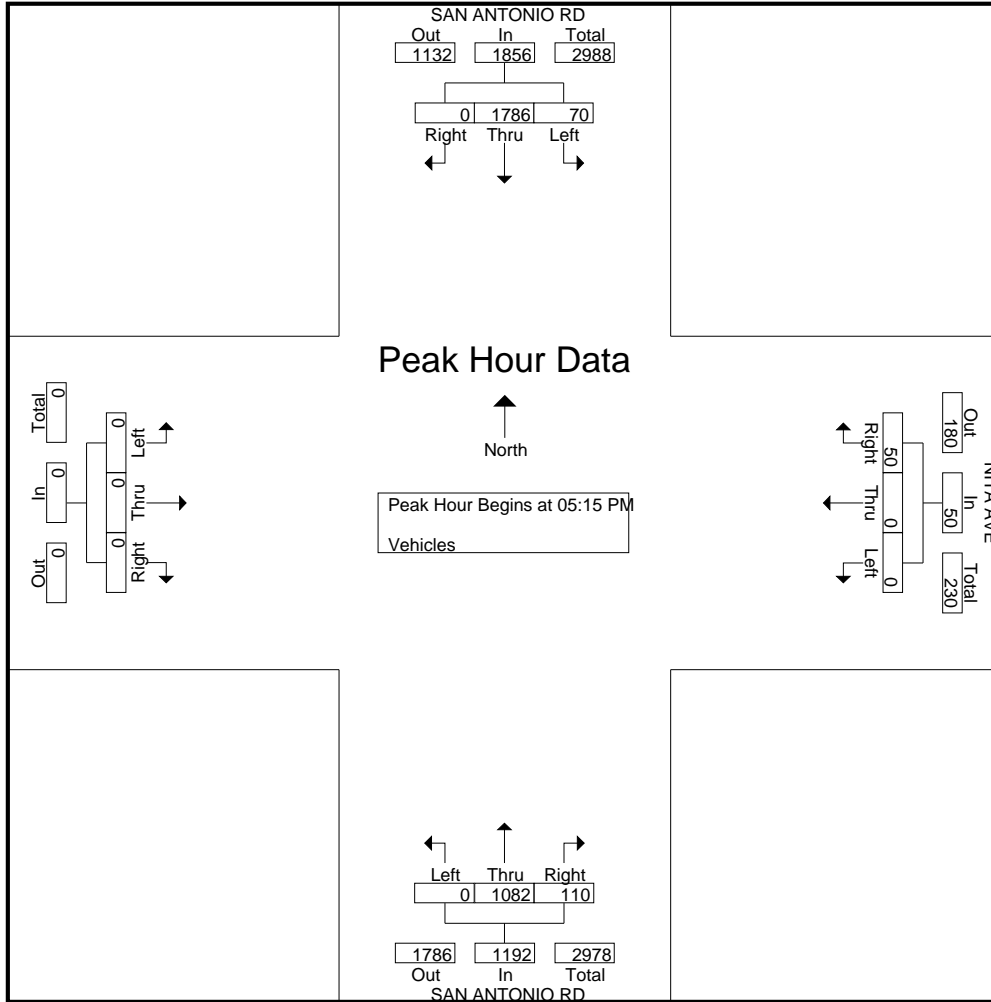 SAN ANTONIO RD
Out In Total
1132 1856 2988
0 1786 70
Right Thru Left
Peak Hour Data
North
Peak Hour Begins at 05:15 PM
Vehicles
Total In Out
0 0 0
0 0 0
Left Thru Right
Right Thru Left
50 0 0
180 50 230
Out In Total
AVE
Left Thru Right
0 1082 110
1786 1192 2978
Out In Total
SAN ANTONIO RD